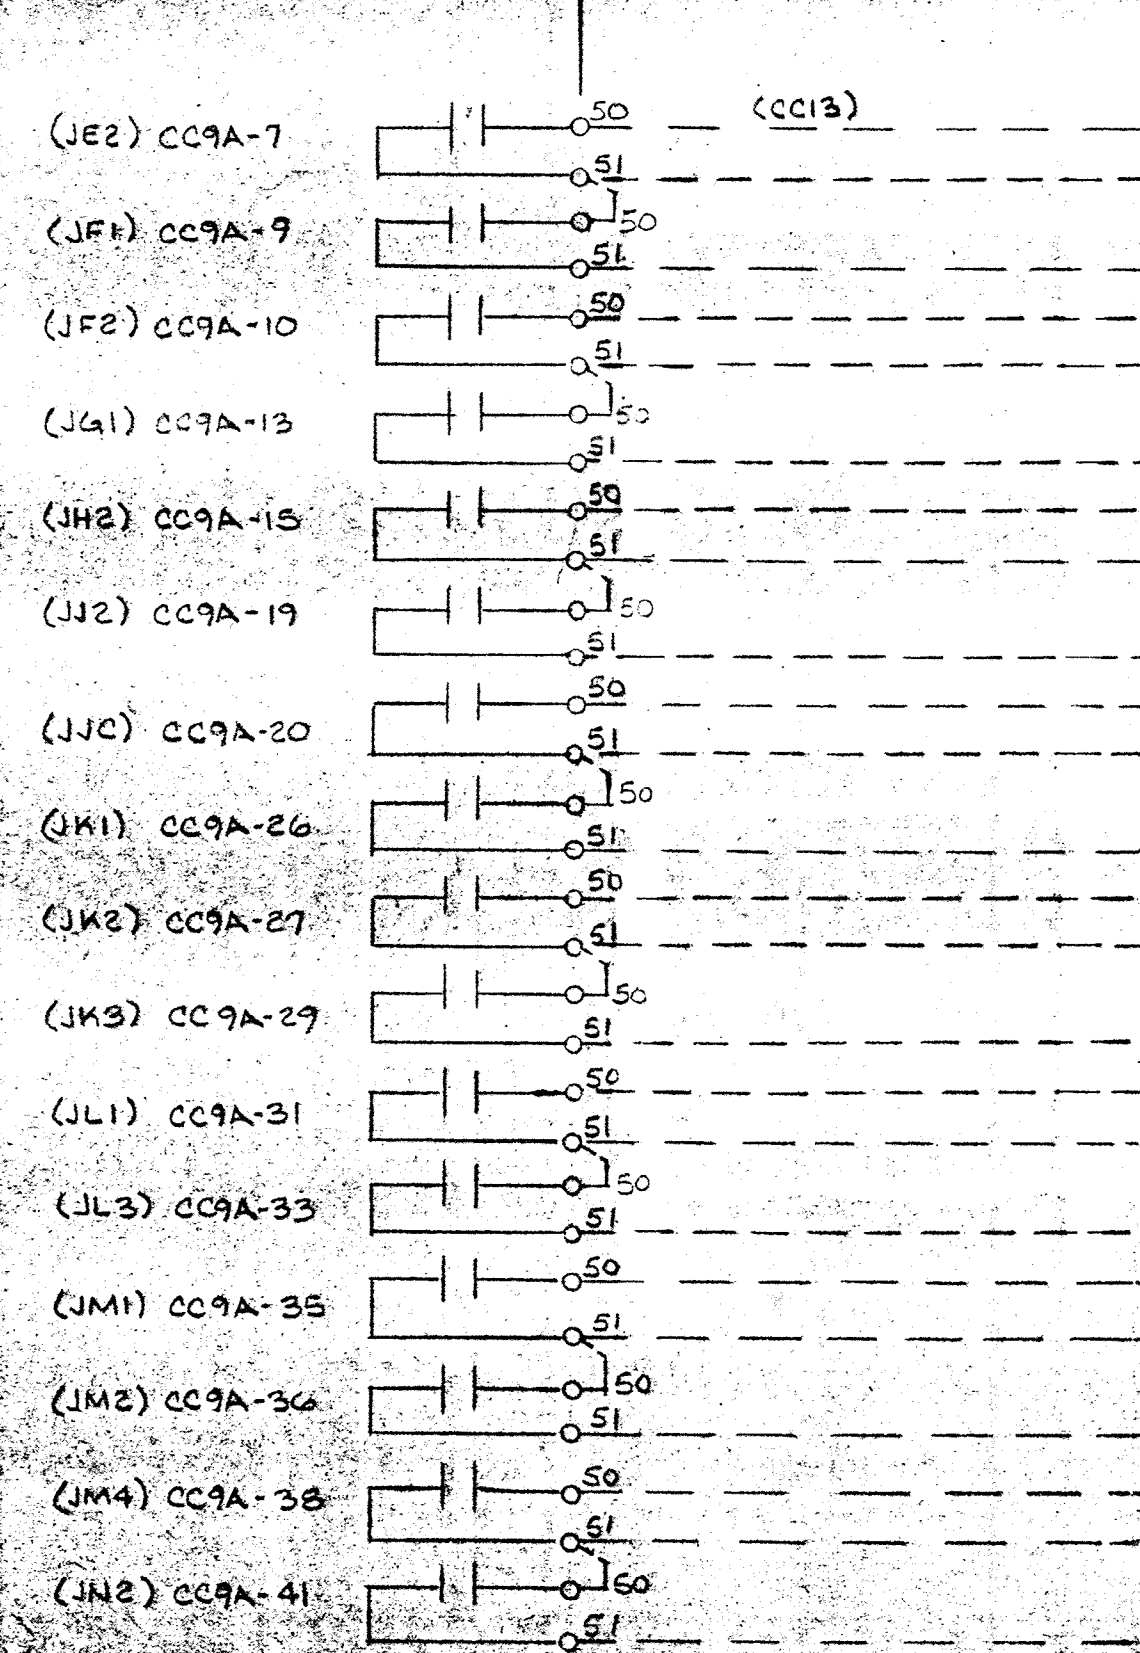 50 (CC13)
(JE2) CC9A-7
51
(JF1) CC9A-9 50
51
50
(JF2) CC9A-10
51
(JG1) CC9A-13 50
51
50
(JH2) CC9A-15
51
(JJ2) CC9A-19 50
51
50
(JJC) CC9A-20
51
50
(JK1) CC9A-26
51
50
(JK2) CC9A-27
51
50
(JK3) CC9A-29
51
50
(JL1) CC9A-31
51
50
(JL3) CC9A-33
51
50
(JM1) CC9A-35
51
50
(JM2) CC9A-36
51
50
(JM4) CC9A-38
51
50
(JN2) CC9A-41
51